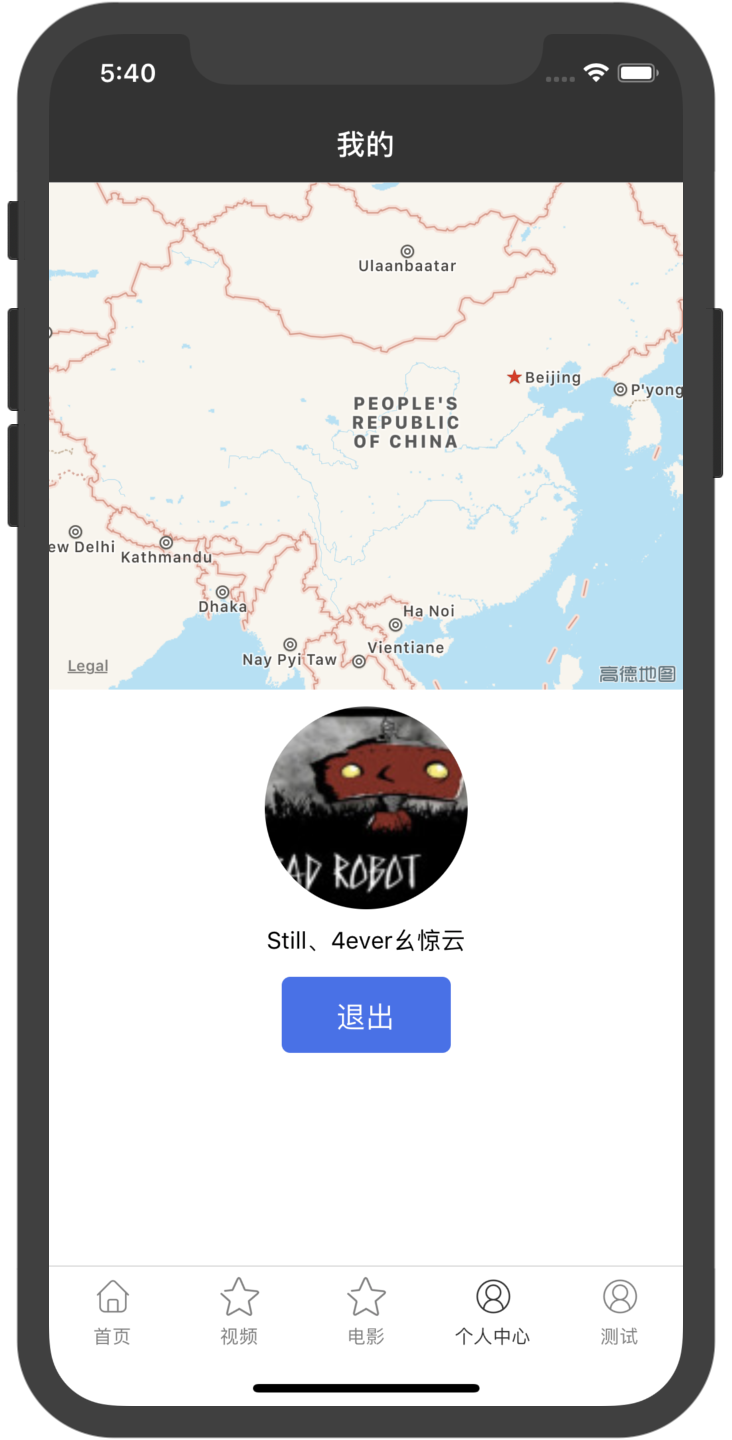 5:40
我的
Ulaanbaatar
Beijing
P'yong
PEOPLE'S
REPUBLIC
OF CHINA
ew Delhi
Kathmandu
Dhaka
Ha Noi
Vientiane
Nay Pyi Taw
Legal
高德地图
AD ROBOT
Still、4ever幺惊云
退出
首页
视频
电影
个人中心
测试